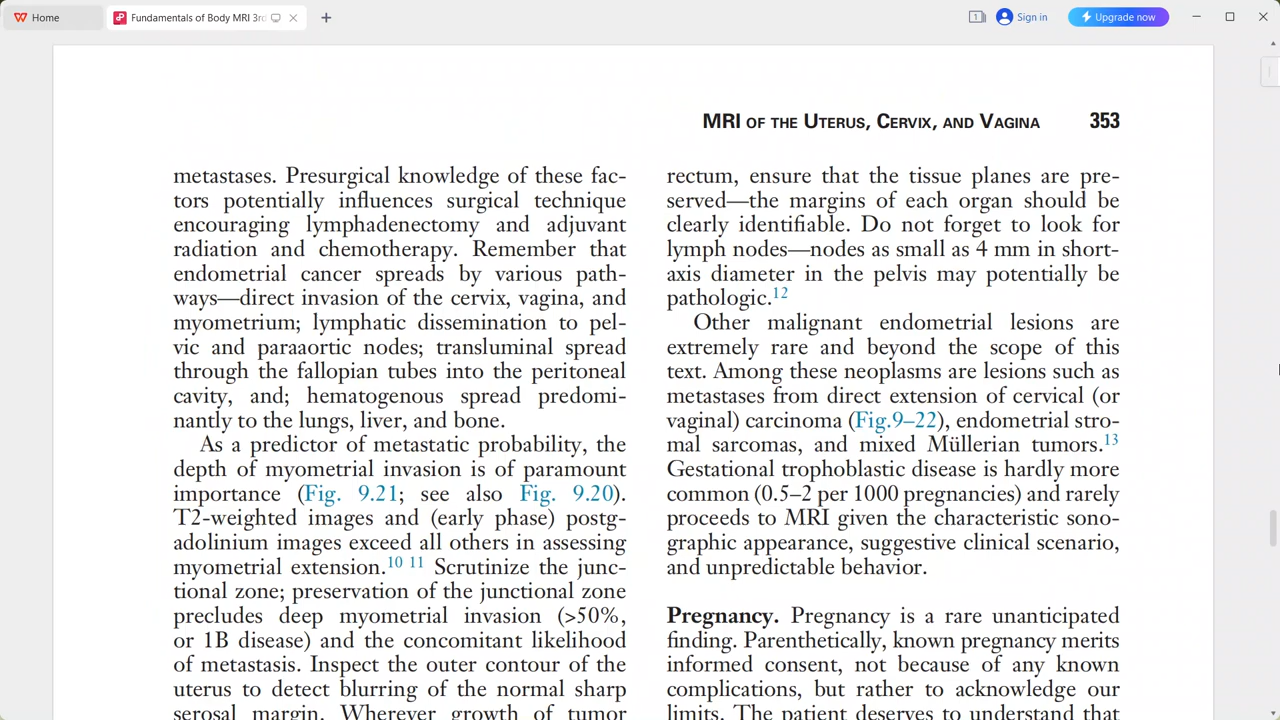 Home
Fundamentals of Body MRI 3rd
1
Sign in
Upgrade now
MRI OF THE UTERUS, CERVIX, AND VAGINA 353
metastases. Presurgical knowledge of these fac-
tors potentially influences surgical technique
encouraging lymphadenectomy and adjuvant
radiation and chemotherapy. Remember that
endometrial cancer spreads by various path-
ways—direct invasion of the cervix, vagina, and
myometrium; lymphatic dissemination to pel-
vic and paraaortic nodes; transluminal spread
through the fallopian tubes into the peritoneal
cavity, and; hematogenous spread predomi-
nantly to the lungs, liver, and bone.
As a predictor of metastatic probability, the
depth of myometrial invasion is of paramount
importance (Fig. 9.21; see also Fig. 9.20).
T2-weighted images and (early phase) postg-
adolinium images exceed all others in assessing
myometrial extension.10 11 Scrutinize the junc-
tional zone; preservation of the junctional zone
precludes deep myometrial invasion (>50%,
or 1B disease) and the concomitant likelihood
of metastasis. Inspect the outer contour of the
uterus to detect blurring of the normal sharp
serosal margin. Wherever growth of tumor
rectum, ensure that the tissue planes are pre-
served—the margins of each organ should be
clearly identifiable. Do not forget to look for
lymph nodes—nodes as small as 4 mm in short-
axis diameter in the pelvis may potentially be
pathologic.12
Other malignant endometrial lesions are
extremely rare and beyond the scope of this
text. Among these neoplasms are lesions such as
metastases from direct extension of cervical (or
vaginal) carcinoma (Fig.9–22), endometrial stro-
mal sarcomas, and mixed Müllerian tumors.13
Gestational trophoblastic disease is hardly more
common (0.5–2 per 1000 pregnancies) and rarely
proceeds to MRI given the characteristic sono-
graphic appearance, suggestive clinical scenario,
and unpredictable behavior.
Pregnancy. Pregnancy is a rare unanticipated
finding. Parenthetically, known pregnancy merits
informed consent, not because of any known
complications, but rather to acknowledge our
limits. The patient deserves to understand that